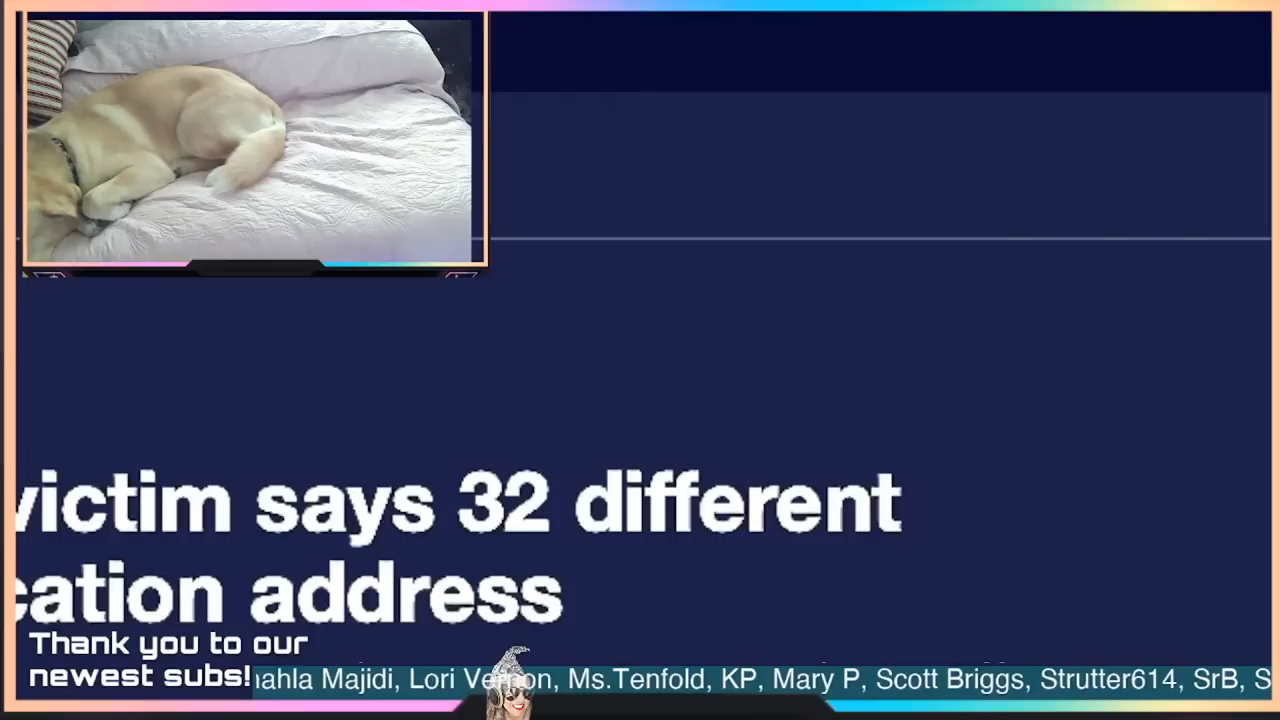 victim says 32 different
cation address
Thank you to our
newest subs!
ahla Majidi, Lori Vernon, Ms.Tenfold, KP, Mary P, Scott Briggs, Strutter614, SrB, S